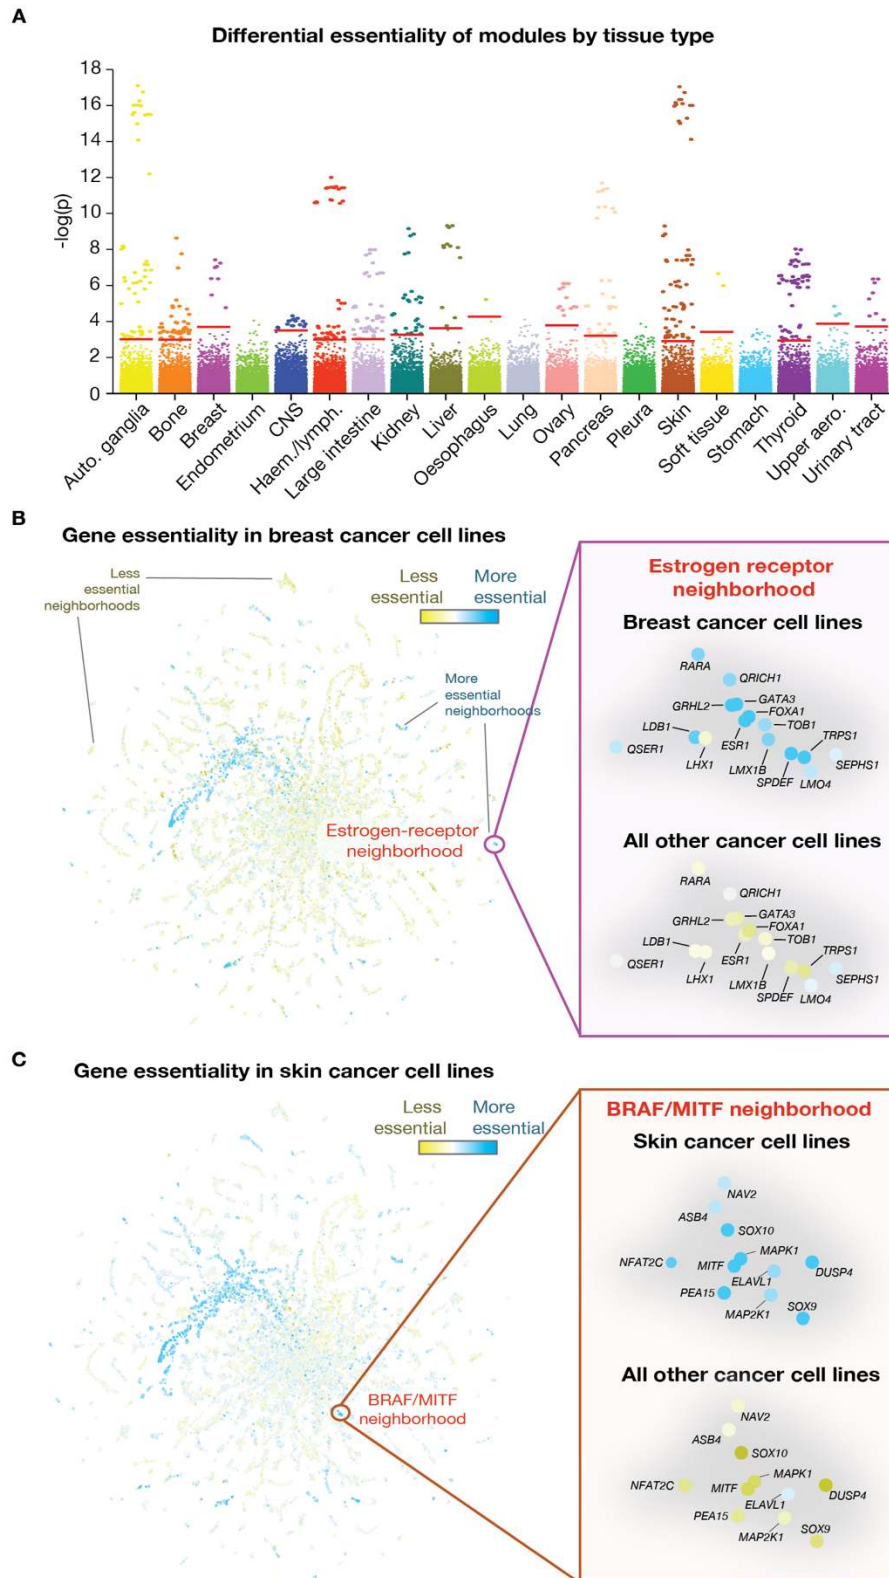 A
Differential essentiality of modules by tissue type
18
16
14
12
10
8
6
4
2
0
-log(p)
Auto. ganglia
Bone
Breast
Endometrium
CNS
Haem./lymph.
Large intestine
Kidney
Liver
Oesophagus
Lung
Ovary
Pancreas
Pleura
Skin
Soft tissue
Stomach
Thyroid
Upper aero.
Urinary tract
B
Gene essentiality in breast cancer cell lines
Less
essential
neighborhoods
Less
essential
More
essential
More
essential
neighborhoods
Estrogen-receptor
neighborhood
Estrogen receptor
neighborhood
Breast cancer cell lines
RARA
QRICH1
GRHL2
GATA3
FOXA1
LDB1
TOB1
QSER1
ESR1
TRPS1
LHX1
LMX1B
SEPHS1
SPDEF
LMO4
All other cancer cell lines
RARA
QRICH1
GRHL2
GATA3
FOXA1
LDB1
TOB1
QSER1
ESR1
TRPS1
LHX1
LMX1B
SEPHS1
SPDEF
LMO4
C
Gene essentiality in skin cancer cell lines
Less
essential
More
essential
BRAF/MITF
neighborhood
BRAF/MITF neighborhood
Skin cancer cell lines
NAV2
ASB4
SOX10
MAPK1
NFAT2C
MITF
DUSP4
ELAVL1
PEA15
MAP2K1
SOX9
All other cancer cell lines
NAV2
ASB4
SOX10
MAPK1
NFAT2C
MITF
DUSP4
ELAVL1
PEA15
MAP2K1
SOX9